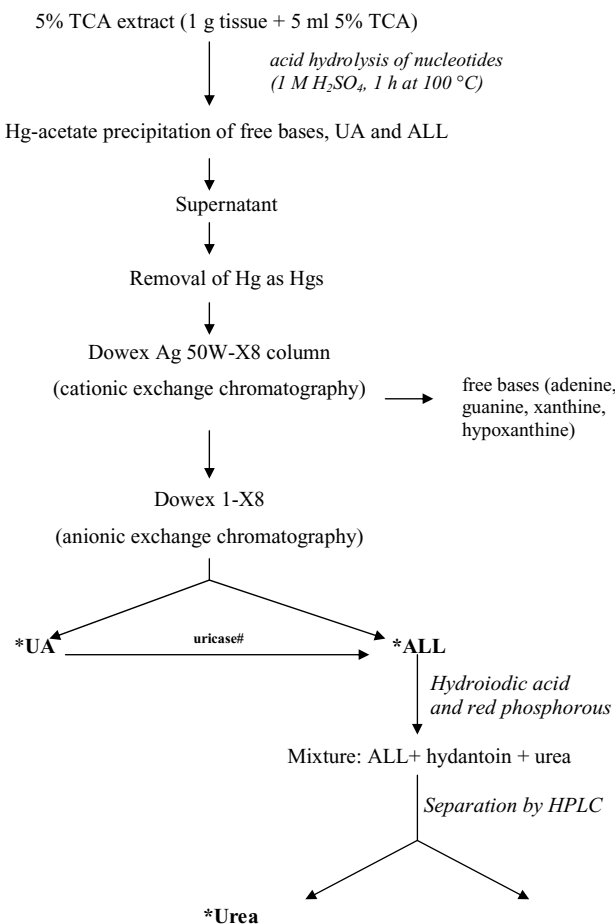 5% TCA extract (1 g tissue + 5 ml 5% TCA)
acid hydrolysis of nucleotides
(1 M H₂SO₄, 1 h at 100 °C)
Hg-acetate precipitation of free bases, UA and ALL
Supernatant
Removal of Hg as Hgs
Dowex Ag 50W-X8 column
(cationic exchange chromatography)
free bases (adenine,
guanine, xanthine,
hypoxanthine)
Dowex 1-X8
(anionic exchange chromatography)
*UA
uricase#
*ALL
Hydroiodic acid
and red phosphorous
Mixture: ALL+ hydantoin + urea
Separation by HPLC
*Urea